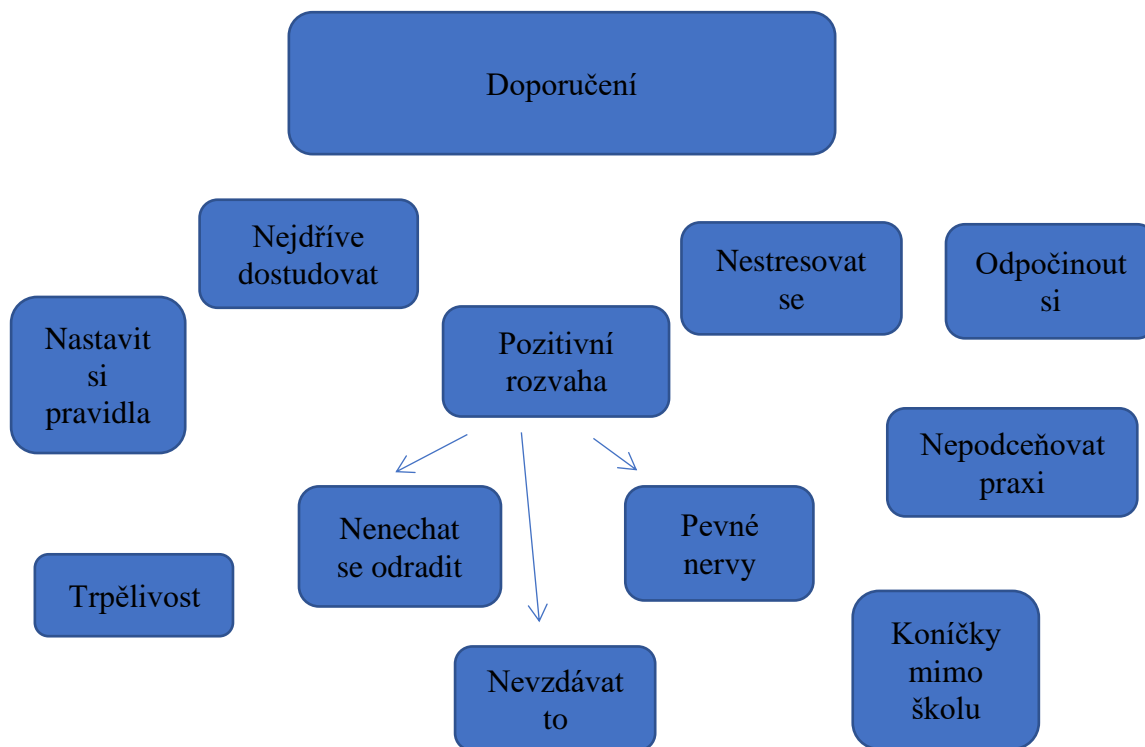 Doporučení
Nejdříve
dostudovat
Nestresovat
se
Odpočinout
si
Nastavit
si
pravidla
Pozitivní
rozvaha
Nepodceňovat
praxi
Nenechat
se odradit
Pevné
nervy
Trpělivost
Koníčky
mimo
školu
Nevzdávat
to